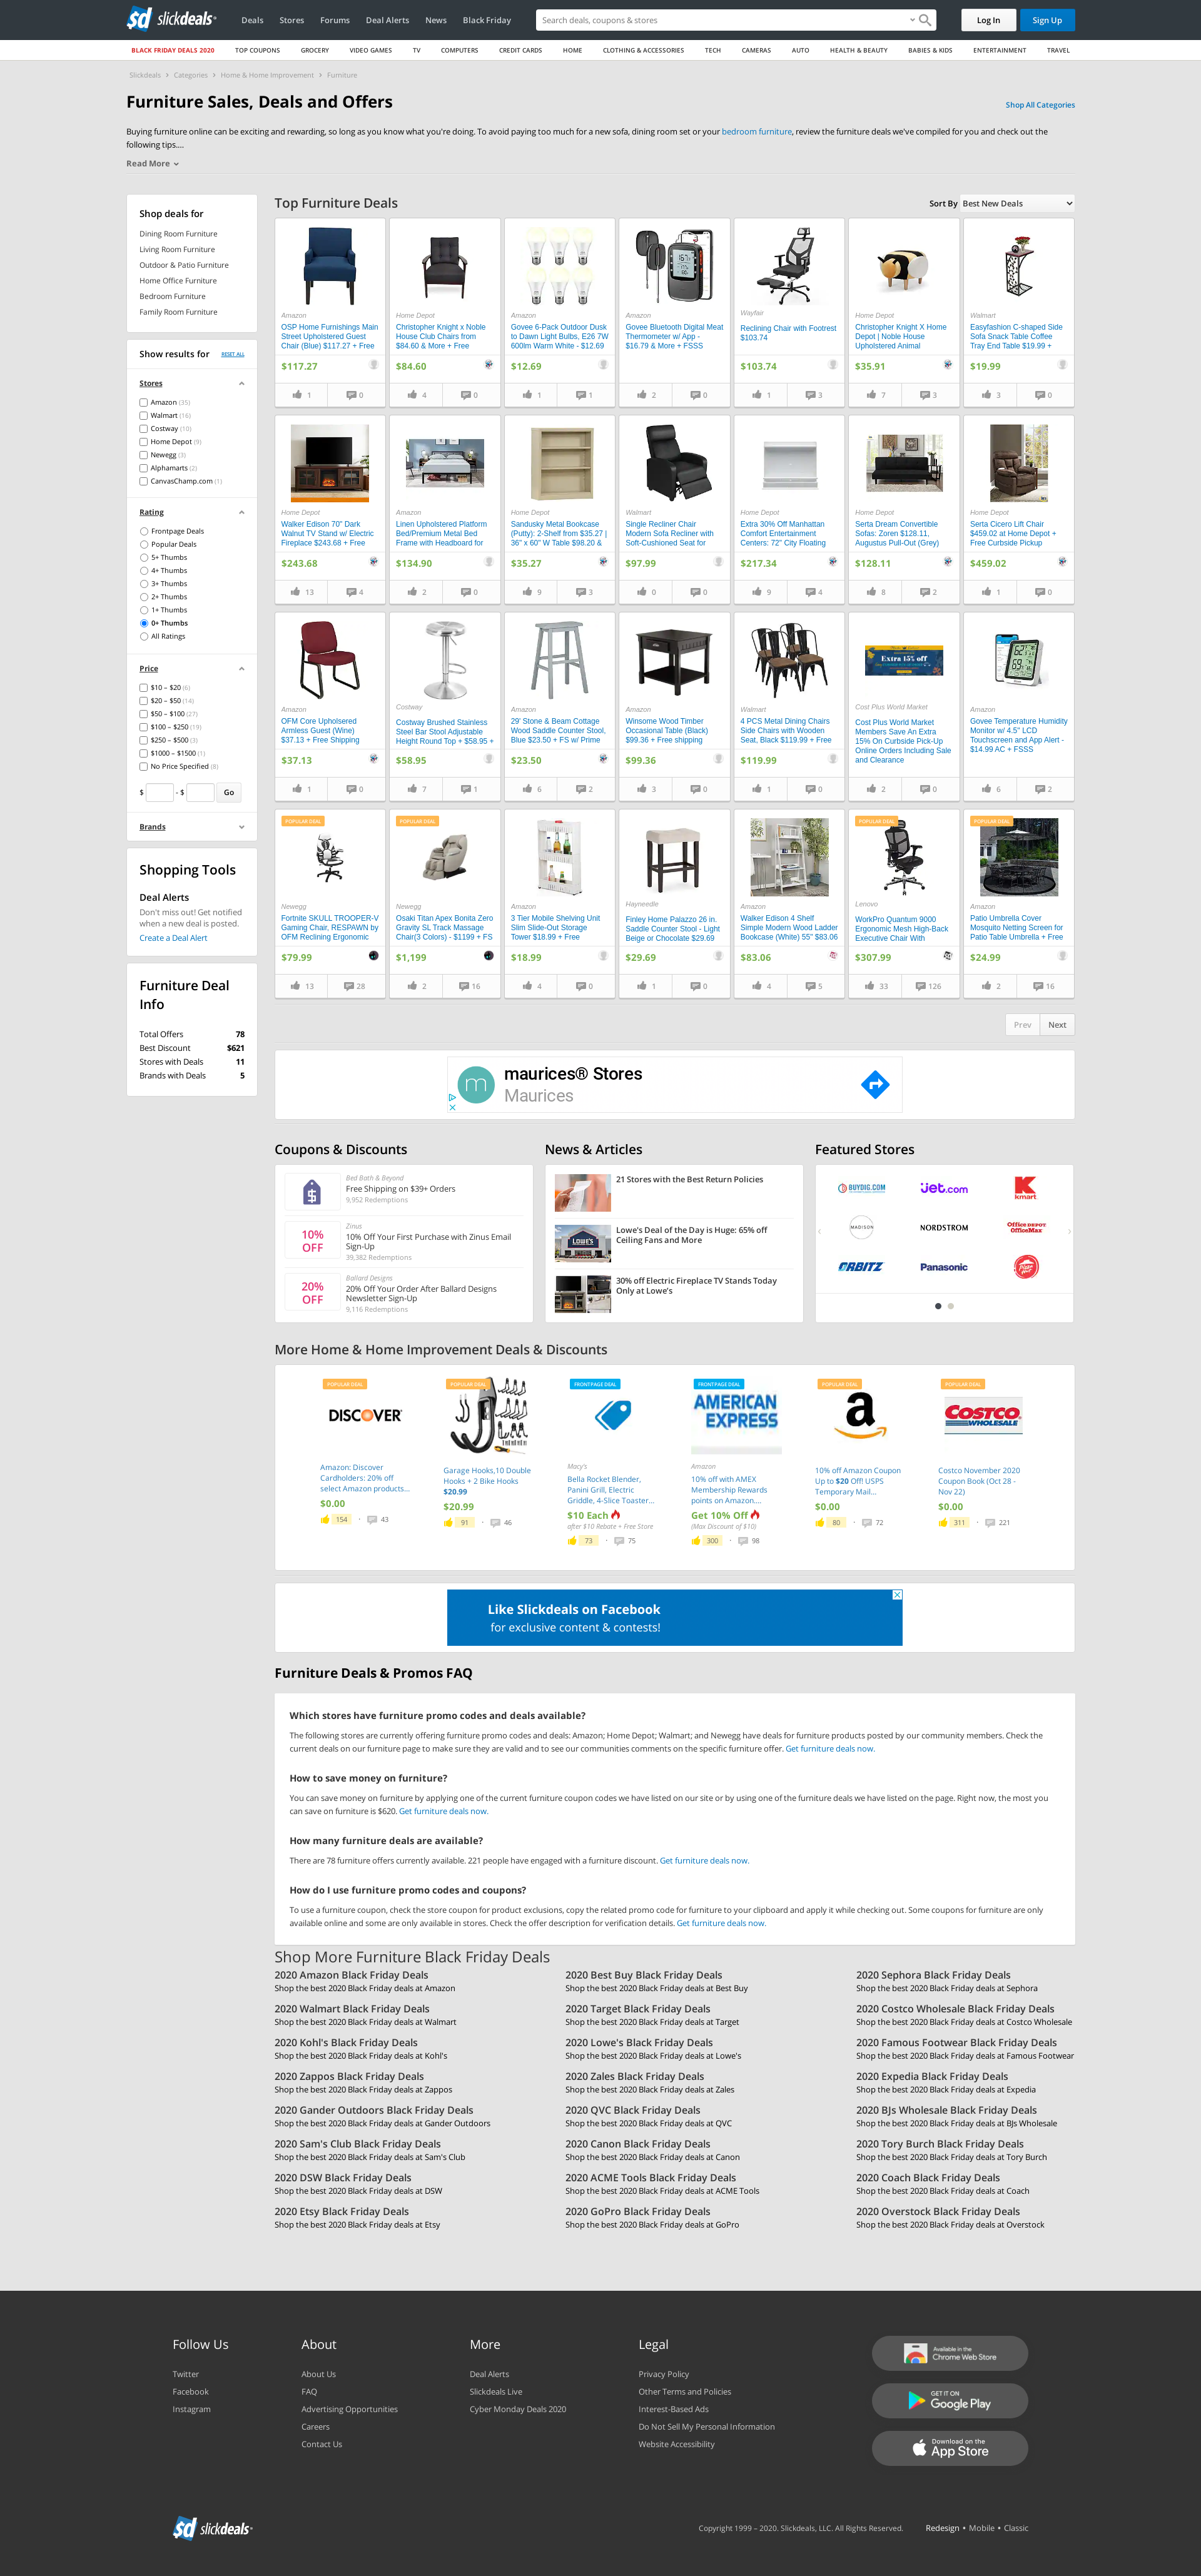 slickdeals
Deals
Stores
Forums
Deal Alerts
News
Black Friday
Search deals, coupons & stores
Log In
Sign Up
BLACK FRIDAY DEALS 2020
TOP COUPONS
GROCERY
VIDEO GAMES
TV
COMPUTERS
CREDIT CARDS
HOME
CLOTHING & ACCESSORIES
TECH
CAMERAS
AUTO
HEALTH & BEAUTY
BABIES & KIDS
ENTERTAINMENT
TRAVEL
Slickdeals › Categories › Home & Home Improvement › Furniture
Furniture Sales, Deals and Offers
Shop All Categories
Buying furniture online can be exciting and rewarding, so long as you know what you're doing. To avoid paying too much for a new sofa, dining room set or your bedroom furniture, review the furniture deals we've compiled for you and check out the
following tips....
Read More
Shop deals for
Dining Room Furniture
Living Room Furniture
Outdoor & Patio Furniture
Home Office Furniture
Bedroom Furniture
Family Room Furniture
Show results for
RESET ALL
Stores
Amazon (35)
Walmart (16)
Costway (10)
Home Depot (9)
Newegg (3)
Alphamarts (2)
CanvasChamp.com (1)
Rating
Frontpage Deals
Popular Deals
5+ Thumbs
4+ Thumbs
3+ Thumbs
2+ Thumbs
1+ Thumbs
0+ Thumbs
All Ratings
Price
$10 – $20 (6)
$20 – $50 (14)
$50 – $100 (27)
$100 – $250 (19)
$250 – $500 (3)
$1000 – $1500 (1)
No Price Specified (8)
$ - $ Go
Brands
Shopping Tools
Deal Alerts
Don't miss out! Get notified
when a new deal is posted.
Create a Deal Alert
Furniture Deal
Info
Total Offers 78
Best Discount $621
Stores with Deals 11
Brands with Deals 5
Top Furniture Deals
Sort By Best New Deals
Amazon
OSP Home Furnishings Main
Street Upholstered Guest
Chair (Blue) $117.27 + Free
$117.27
1 0
Home Depot
Christopher Knight x Noble
House Club Chairs from
$84.60 & More + Free
$84.60
4 0
Amazon
Govee 6-Pack Outdoor Dusk
to Dawn Light Bulbs, E26 7W
600lm Warm White - $12.69
$12.69
1 1
Amazon
Govee Bluetooth Digital Meat
Thermometer w/ App -
$16.79 & More + FSSS
2 0
Wayfair
Reclining Chair with Footrest
$103.74
$103.74
1 3
Home Depot
Christopher Knight X Home
Depot | Noble House
Upholstered Animal
$35.91
7 3
Walmart
Easyfashion C-shaped Side
Sofa Snack Table Coffee
Tray End Table $19.99 +
$19.99
3 0
Home Depot
Walker Edison 70" Dark
Walnut TV Stand w/ Electric
Fireplace $243.68 + Free
$243.68
13 4
Amazon
Linen Upholstered Platform
Bed/Premium Metal Bed
Frame with Headboard for
$134.90
2 0
Home Depot
Sandusky Metal Bookcase
(Putty): 2-Shelf from $35.27 |
36" x 60" W Table $98.20 &
$35.27
9 3
Walmart
Single Recliner Chair
Modern Sofa Recliner with
Soft-Cushioned Seat for
$97.99
0 0
Home Depot
Extra 30% Off Manhattan
Comfort Entertainment
Centers: 72" City Floating
$217.34
9 4
Home Depot
Serta Dream Convertible
Sofas: Zoren $128.11,
Augustus Pull-Out (Grey)
$128.11
8 2
Home Depot
Serta Cicero Lift Chair
$459.02 at Home Depot +
Free Curbside Pickup
$459.02
1 0
Amazon
OFM Core Upholsered
Armless Guest (Wine)
$37.13 + Free Shipping
$37.13
1 0
Costway
Costway Brushed Stainless
Steel Bar Stool Adjustable
Height Round Top + $58.95 +
$58.95
7 1
Amazon
29' Stone & Beam Cottage
Wood Saddle Counter Stool,
Blue $23.50 + FS w/ Prime
$23.50
6 2
Amazon
Winsome Wood Timber
Occasional Table (Black)
$99.36 + Free shipping
$99.36
3 0
Walmart
4 PCS Metal Dining Chairs
Side Chairs with Wooden
Seat, Black $119.99 + Free
$119.99
1 0
Extra 15% off
Cost Plus World Market
Cost Plus World Market
Members Save An Extra
15% On Curbside Pick-Up
Online Orders Including Sale
and Clearance
2 0
Amazon
Govee Temperature Humidity
Monitor w/ 4.5" LCD
Touchscreen and App Alert -
$14.99 AC + FSSS
6 2
POPULAR DEAL
Newegg
Fortnite SKULL TROOPER-V
Gaming Chair, RESPAWN by
OFM Reclining Ergonomic
$79.99
13 28
POPULAR DEAL
Newegg
Osaki Titan Apex Bonita Zero
Gravity SL Track Massage
Chair(3 Colors) - $1199 + FS
$1,199
2 16
Amazon
3 Tier Mobile Shelving Unit
Slim Slide-Out Storage
Tower $18.99 + Free
$18.99
4 0
Hayneedle
Finley Home Palazzo 26 in.
Saddle Counter Stool - Light
Beige or Chocolate $29.69
$29.69
1 0
Amazon
Walker Edison 4 Shelf
Simple Modern Wood Ladder
Bookcase (White) 55" $83.06
$83.06
4 5
POPULAR DEAL
Lenovo
WorkPro Quantum 9000
Ergonomic Mesh High-Back
Executive Chair With
$307.99
33 126
POPULAR DEAL
Amazon
Patio Umbrella Cover
Mosquito Netting Screen for
Patio Table Umbrella + Free
$24.99
2 16
Prev Next
maurices® Stores
Maurices
Coupons & Discounts
Bed Bath & Beyond
Free Shipping on $39+ Orders
9,952 Redemptions
10%
OFF
Zinus
10% Off Your First Purchase with Zinus Email
Sign-Up
39,382 Redemptions
20%
OFF
Ballard Designs
20% Off Your Order After Ballard Designs
Newsletter Sign-Up
9,116 Redemptions
News & Articles
21 Stores with the Best Return Policies
Lowe's Deal of the Day is Huge: 65% off
Ceiling Fans and More
30% off Electric Fireplace TV Stands Today
Only at Lowe's
Featured Stores
BUYDIG.COM
jet.com
kmart
MADISON
NORDSTROM
Office DEPOT
OfficeMax
ORBITZ
Panasonic
Pizza Hut
More Home & Home Improvement Deals & Discounts
POPULAR DEAL
DISCOVER
Amazon: Discover
Cardholders: 20% off
select Amazon products...
$0.00
154 · 43
POPULAR DEAL
Garage Hooks,10 Double
Hooks + 2 Bike Hooks
$20.99
$20.99
91 · 46
FRONTPAGE DEAL
Macy's
Bella Rocket Blender,
Panini Grill, Electric
Griddle, 4-Slice Toaster...
$10 Each
after $10 Rebate + Free Store
73 · 75
FRONTPAGE DEAL
AMERICAN
EXPRESS
Amazon
10% off with AMEX
Membership Rewards
points on Amazon....
Get 10% Off
(Max Discount of $10)
300 · 98
POPULAR DEAL
10% off Amazon Coupon
Up to $20 Off! USPS
Temporary Mail...
$0.00
80 · 72
POPULAR DEAL
COSTCO
WHOLESALE
Costco November 2020
Coupon Book (Oct 28 -
Nov 22)
$0.00
311 · 221
Like Slickdeals on Facebook
for exclusive content & contests!
Furniture Deals & Promos FAQ
Which stores have furniture promo codes and deals available?
The following stores are currently offering furniture promo codes and deals: Amazon; Home Depot; Walmart; and Newegg have deals for furniture products posted by our community members. Check the
current deals on our furniture page to make sure they are valid and to see our communities comments on the specific furniture offer. Get furniture deals now.
How to save money on furniture?
You can save money on furniture by applying one of the current furniture coupon codes we have listed on our site or by using one of the furniture deals we have listed on the page. Right now, the most you
can save on furniture is $620. Get furniture deals now.
How many furniture deals are available?
There are 78 furniture offers currently available. 221 people have engaged with a furniture discount. Get furniture deals now.
How do I use furniture promo codes and coupons?
To use a furniture coupon, check the store coupon for product exclusions, copy the related promo code for furniture to your clipboard and apply it while checking out. Some coupons for furniture are only
available online and some are only available in stores. Check the offer description for verification details. Get furniture deals now.
Shop More Furniture Black Friday Deals
2020 Amazon Black Friday Deals
Shop the best 2020 Black Friday deals at Amazon
2020 Best Buy Black Friday Deals
Shop the best 2020 Black Friday deals at Best Buy
2020 Sephora Black Friday Deals
Shop the best 2020 Black Friday deals at Sephora
2020 Walmart Black Friday Deals
Shop the best 2020 Black Friday deals at Walmart
2020 Target Black Friday Deals
Shop the best 2020 Black Friday deals at Target
2020 Costco Wholesale Black Friday Deals
Shop the best 2020 Black Friday deals at Costco Wholesale
2020 Kohl's Black Friday Deals
Shop the best 2020 Black Friday deals at Kohl's
2020 Lowe's Black Friday Deals
Shop the best 2020 Black Friday deals at Lowe's
2020 Famous Footwear Black Friday Deals
Shop the best 2020 Black Friday deals at Famous Footwear
2020 Zappos Black Friday Deals
Shop the best 2020 Black Friday deals at Zappos
2020 Zales Black Friday Deals
Shop the best 2020 Black Friday deals at Zales
2020 Expedia Black Friday Deals
Shop the best 2020 Black Friday deals at Expedia
2020 Gander Outdoors Black Friday Deals
Shop the best 2020 Black Friday deals at Gander Outdoors
2020 QVC Black Friday Deals
Shop the best 2020 Black Friday deals at QVC
2020 BJs Wholesale Black Friday Deals
Shop the best 2020 Black Friday deals at BJs Wholesale
2020 Sam's Club Black Friday Deals
Shop the best 2020 Black Friday deals at Sam's Club
2020 Canon Black Friday Deals
Shop the best 2020 Black Friday deals at Canon
2020 Tory Burch Black Friday Deals
Shop the best 2020 Black Friday deals at Tory Burch
2020 DSW Black Friday Deals
Shop the best 2020 Black Friday deals at DSW
2020 ACME Tools Black Friday Deals
Shop the best 2020 Black Friday deals at ACME Tools
2020 Coach Black Friday Deals
Shop the best 2020 Black Friday deals at Coach
2020 Etsy Black Friday Deals
Shop the best 2020 Black Friday deals at Etsy
2020 GoPro Black Friday Deals
Shop the best 2020 Black Friday deals at GoPro
2020 Overstock Black Friday Deals
Shop the best 2020 Black Friday deals at Overstock
Follow Us
Twitter
Facebook
Instagram
About
About Us
FAQ
Advertising Opportunities
Careers
Contact Us
More
Deal Alerts
Slickdeals Live
Cyber Monday Deals 2020
Legal
Privacy Policy
Other Terms and Policies
Interest-Based Ads
Do Not Sell My Personal Information
Website Accessibility
Available in the
Chrome Web Store
GET IT ON
Google Play
Download on the
App Store
slickdeals
Copyright 1999 – 2020. Slickdeals, LLC. All Rights Reserved.
Redesign • Mobile • Classic